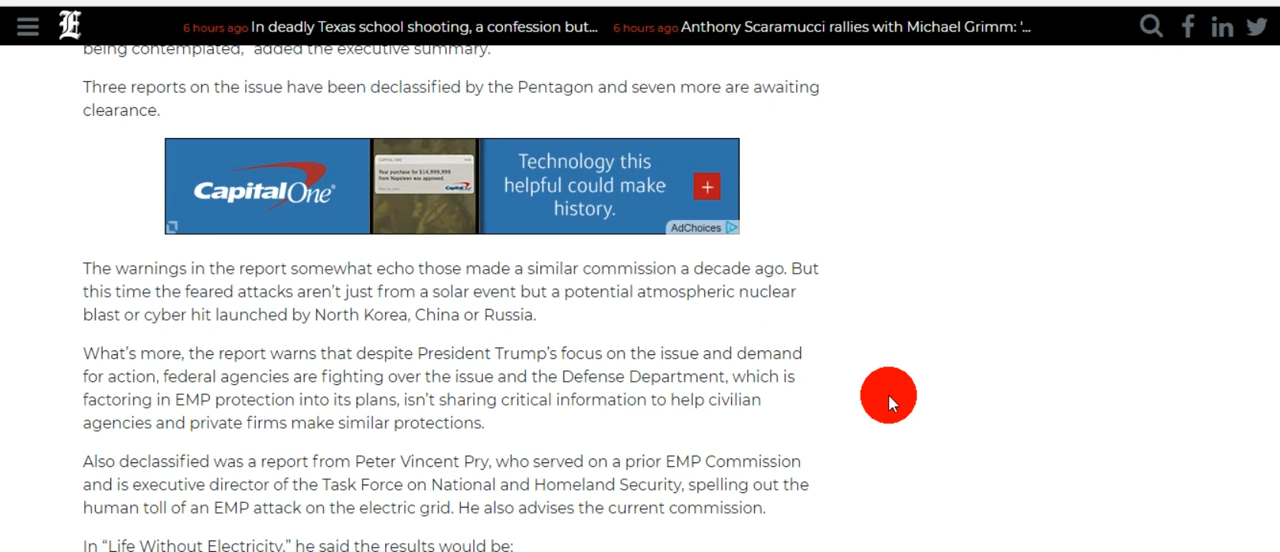 6 hours ago In deadly Texas school shooting, a confession but... 6 hours ago Anthony Scaramucci rallies with Michael Grimm: '...
being contemplated," added the executive summary.
Three reports on the issue have been declassified by the Pentagon and seven more are awaiting
clearance.
CapitalOne
CAPITAL ONE
Your purchase for $14,999,999
from Napoleon was approved.
CapitalOne
Technology this
helpful could make
history.
AdChoices
The warnings in the report somewhat echo those made a similar commission a decade ago. But
this time the feared attacks aren't just from a solar event but a potential atmospheric nuclear
blast or cyber hit launched by North Korea, China or Russia.
What's more, the report warns that despite President Trump's focus on the issue and demand
for action, federal agencies are fighting over the issue and the Defense Department, which is
factoring in EMP protection into its plans, isn't sharing critical information to help civilian
agencies and private firms make similar protections.
Also declassified was a report from Peter Vincent Pry, who served on a prior EMP Commission
and is executive director of the Task Force on National and Homeland Security, spelling out the
human toll of an EMP attack on the electric grid. He also advises the current commission.
In "Life Without Electricity," he said the results would be: